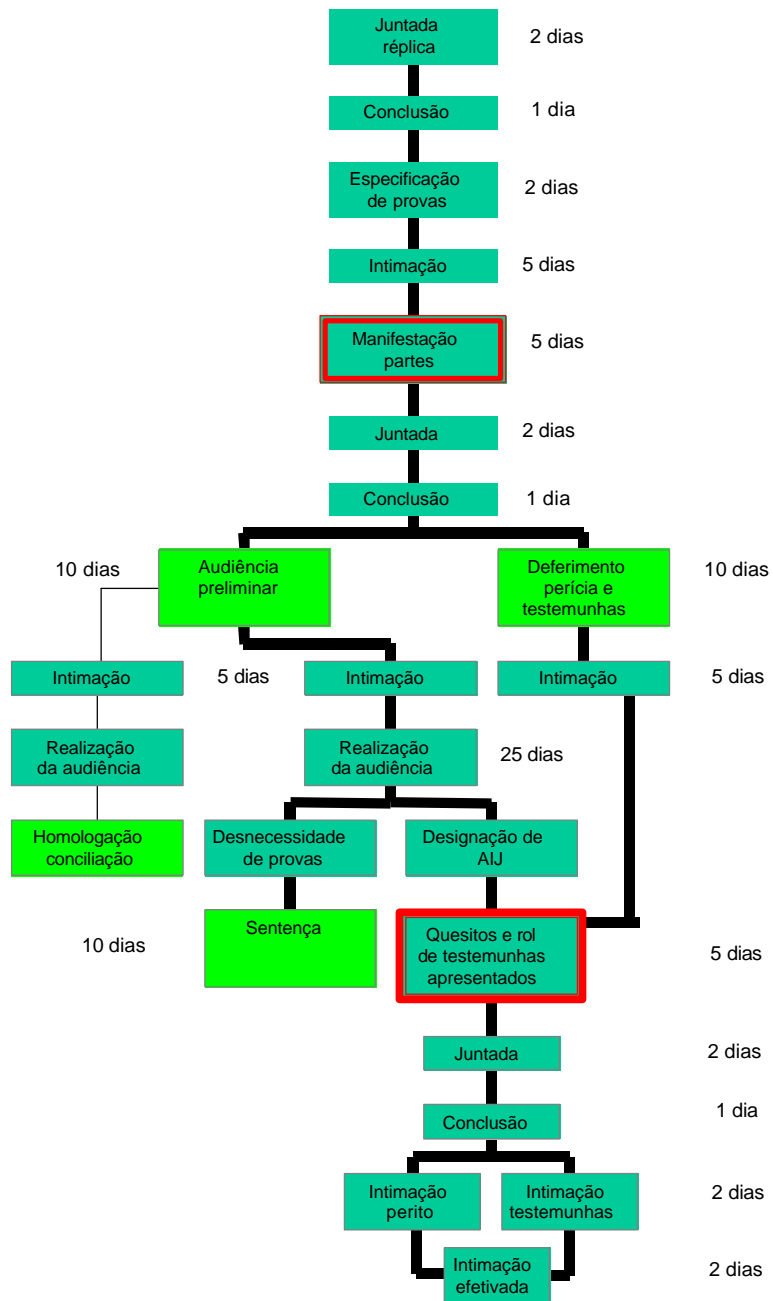 Juntada
réplica
2 dias
Conclusão
1 dia
Especificação
de provas
2 dias
Intimação
5 dias
Manifestação
partes
5 dias
Juntada
2 dias
Conclusão
1 dia
10 dias
Audiência
preliminar
Deferimento
perícia e
testemunhas
10 dias
Intimação
5 dias
Intimação
Intimação
5 dias
Realização
da audiência
Realização
da audiência
25 dias
Homologação
conciliação
Desnecessidade
de provas
Designação de
AIJ
10 dias
Sentença
Quesitos e rol
de testemunhas
apresentados
5 dias
Juntada
2 dias
Conclusão
1 dia
Intimação
perito
Intimação
testemunhas
2 dias
Intimação
efetivada
2 dias